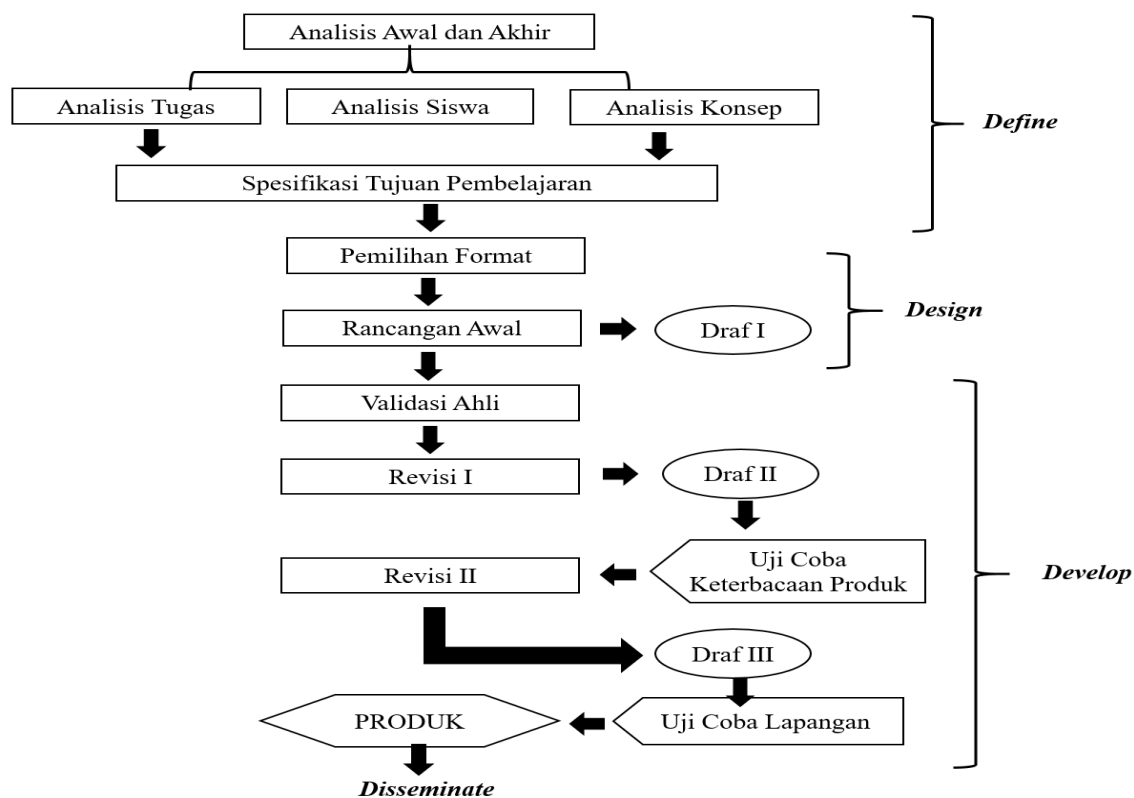 Analisis Awal dan Akhir
Analisis Tugas
Analisis Siswa
Analisis Konsep
Define
Spesifikasi Tujuan Pembelajaran
Pemilihan Format
Design
Rancangan Awal
Draf I
Validasi Ahli
Revisi I
Draf II
Uji Coba
Keterbacaan Produk
Revisi II
Develop
Draf III
Uji Coba Lapangan
PRODUK
Disseminate